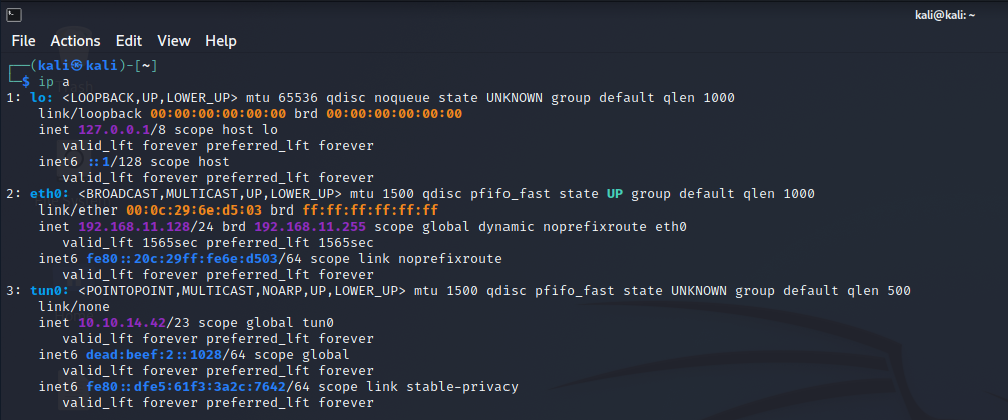 kali@kali: ~
File Actions Edit View Help
┌──(kali㉿kali)-[~]
└─$ ip a
1: lo: <LOOPBACK,UP,LOWER_UP> mtu 65536 qdisc noqueue state UNKNOWN group default qlen 1000
link/loopback 00:00:00:00:00:00 brd 00:00:00:00:00:00
inet 127.0.0.1/8 scope host lo
valid_lft forever preferred_lft forever
inet6 ::1/128 scope host
valid_lft forever preferred_lft forever
2: eth0: <BROADCAST,MULTICAST,UP,LOWER_UP> mtu 1500 qdisc pfifo_fast state UP group default qlen 1000
link/ether 00:0c:29:6e:d5:03 brd ff:ff:ff:ff:ff:ff
inet 192.168.11.128/24 brd 192.168.11.255 scope global dynamic noprefixroute eth0
valid_lft 1565sec preferred_lft 1565sec
inet6 fe80::20c:29ff:fe6e:d503/64 scope link noprefixroute
valid_lft forever preferred_lft forever
3: tun0: <POINTOPOINT,MULTICAST,NOARP,UP,LOWER_UP> mtu 1500 qdisc pfifo_fast state UNKNOWN group default qlen 500
link/none
inet 10.10.14.42/23 scope global tun0
valid_lft forever preferred_lft forever
inet6 dead:beef:2::1028/64 scope global
valid_lft forever preferred_lft forever
inet6 fe80::dfe5:61f3:3a2c:7642/64 scope link stable-privacy
valid_lft forever preferred_lft forever